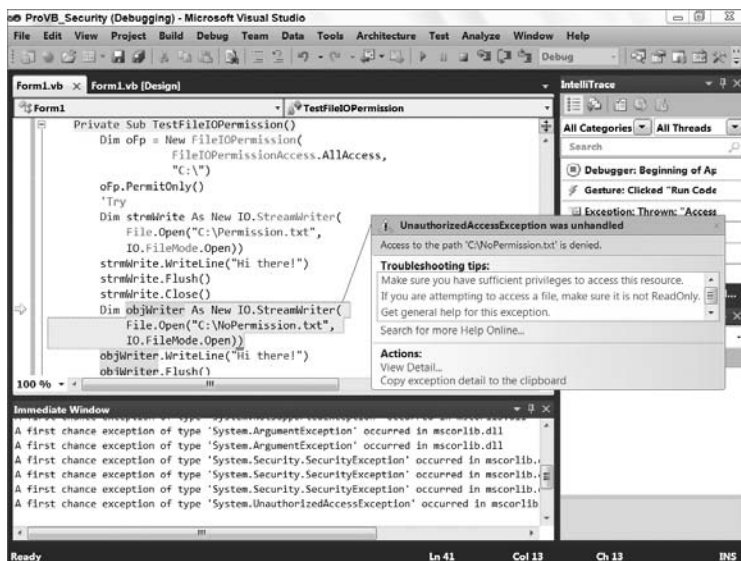 ProVB_Security (Debugging) - Microsoft Visual Studio
File Edit View Project Build Debug Team Data Tools Architecture Test Analyze Window Help
Debug
Form1.vb Form1.vb [Design]
Form1 TestFileIOPermission
Private Sub TestFileIOPermission()
Dim oFp = New FileIOPermission(
FileIOPermissionAccess.AllAccess,
"C:\")
oFp.PermitOnly()
'Try
Dim strmWrite As New IO.StreamWriter(
File.Open("C:\Permission.txt",
IO.FileMode.Open))
strmWrite.WriteLine("Hi there!")
strmWrite.Flush()
strmWrite.Close()
Dim objWriter As New IO.StreamWriter(
File.Open("C:\NoPermission.txt",
IO.FileMode.Open))
objWriter.WriteLine("Hi there!")
objWriter.Flush()
100 %
IntelliTrace
All Categories All Threads
Search
Debugger: Beginning of Ap
Gesture: Clicked "Run Code
Exception: Thrown: "Access
UnauthorizedAccessException was unhandled
Access to the path 'C:\NoPermission.txt' is denied.
Troubleshooting tips:
Make sure you have sufficient privileges to access this resource.
If you are attempting to access a file, make sure it is not ReadOnly.
Get general help for this exception.
Search for more Help Online...
Actions:
View Detail...
Copy exception detail to the clipboard
Immediate Window
A first chance exception of type 'System.ArgumentException' occurred in mscorlib.dll
A first chance exception of type 'System.ArgumentException' occurred in mscorlib.dll
A first chance exception of type 'System.Security.SecurityException' occurred in mscorlib.
A first chance exception of type 'System.Security.SecurityException' occurred in mscorlib.
A first chance exception of type 'System.Security.SecurityException' occurred in mscorlib.
A first chance exception of type 'System.UnauthorizedAccessException' occurred in mscorlib
Ready Ln 41 Col 13 Ch 13 INS